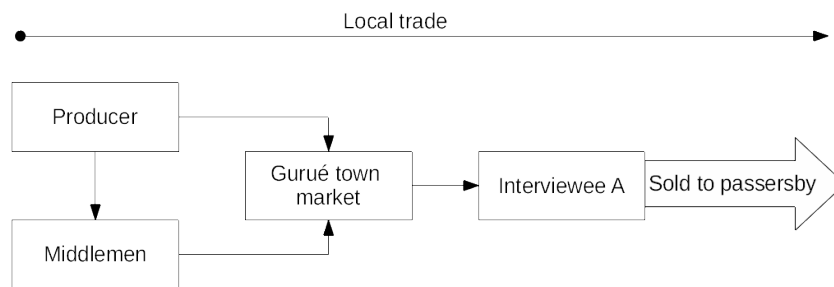 Local trade
Producer
Gurué town
market
Interviewee A
Sold to passersby
Middlemen